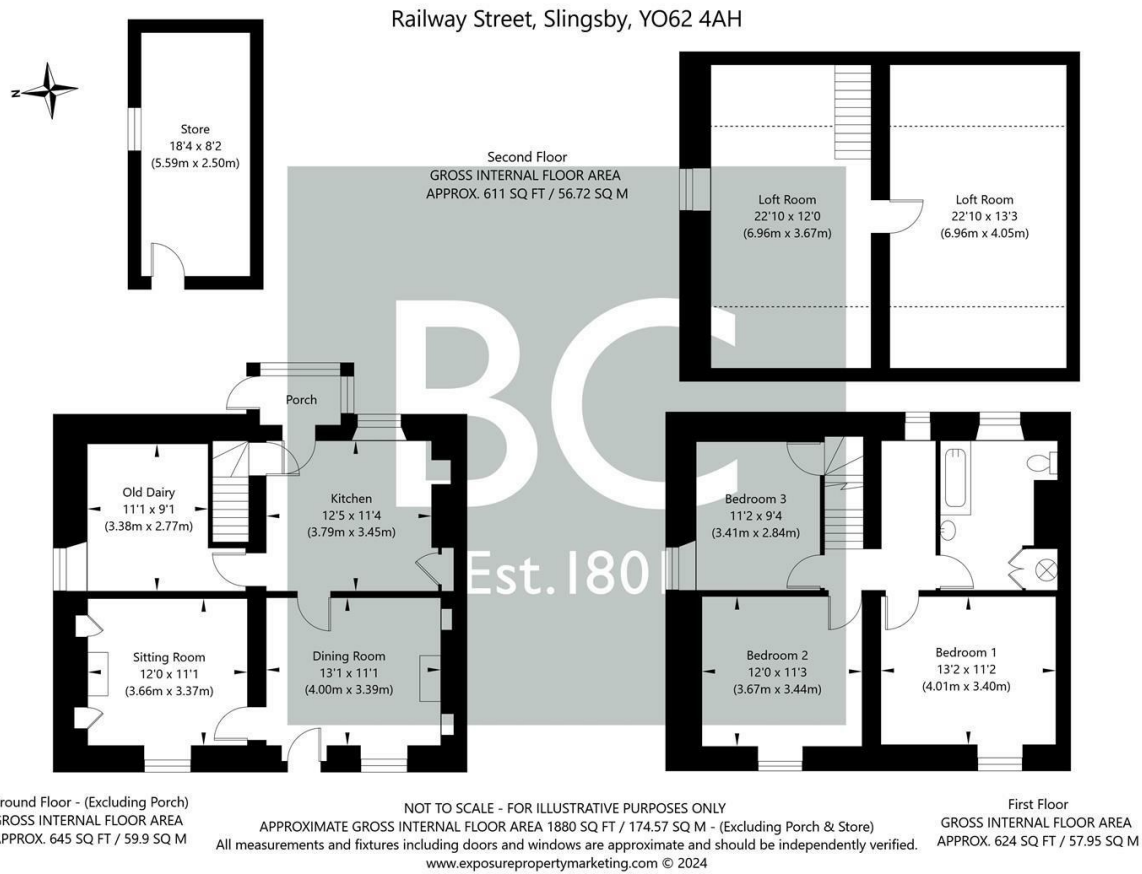 Railway Street, Slingsby, YO62 4AH
N
Store
18'4 x 8'2
(5.59m x 2.50m)
Second Floor
GROSS INTERNAL FLOOR AREA
APPROX. 611 SQ FT / 56.72 SQ M
Loft Room
22'10 x 12'0
(6.96m x 3.67m)
Loft Room
22'10 x 13'3
(6.96m x 4.05m)
BC
Est. 1801
Porch
Old Dairy
11'1 x 9'1
(3.38m x 2.77m)
Kitchen
12'5 x 11'4
(3.79m x 3.45m)
Sitting Room
12'0 x 11'1
(3.66m x 3.37m)
Dining Room
13'1 x 11'1
(4.00m x 3.39m)
Bedroom 3
11'2 x 9'4
(3.41m x 2.84m)
Bedroom 2
12'0 x 11'3
(3.67m x 3.44m)
Bedroom 1
13'2 x 11'2
(4.01m x 3.40m)
round Floor - (Excluding Porch)
GROSS INTERNAL FLOOR AREA
APPROX. 645 SQ FT / 59.9 SQ M
NOT TO SCALE - FOR ILLUSTRATIVE PURPOSES ONLY
APPROXIMATE GROSS INTERNAL FLOOR AREA 1880 SQ FT / 174.57 SQ M - (Excluding Porch & Store)
All measurements and fixtures including doors and windows are approximate and should be independently verified.
www.exposurepropertymarketing.com © 2024
First Floor
GROSS INTERNAL FLOOR AREA
APPROX. 624 SQ FT / 57.95 SQ M